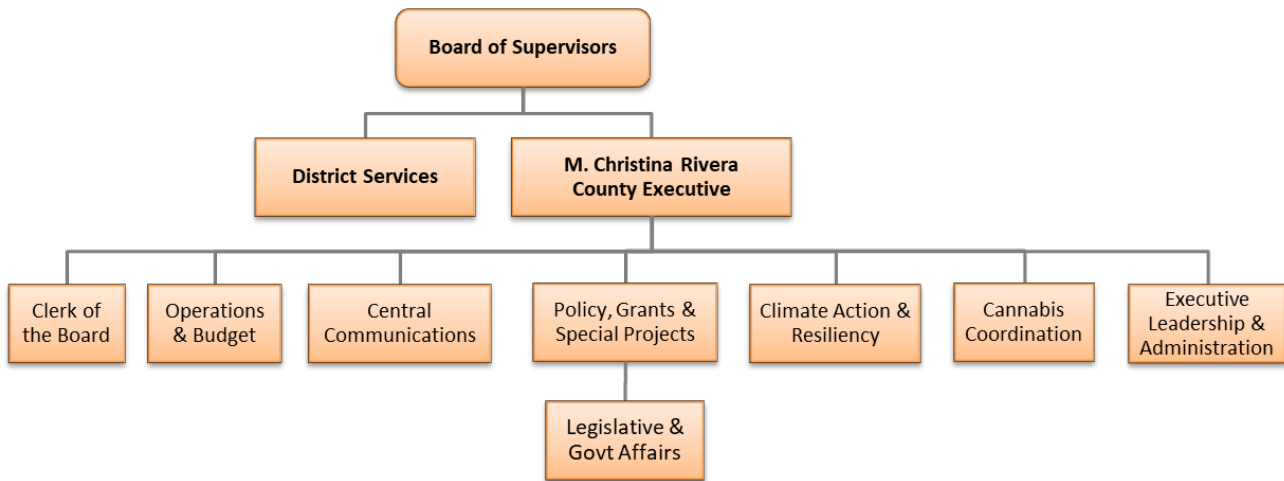 Board of Supervisors
District Services
M. Christina Rivera
County Executive
Clerk of
the Board
Operations
& Budget
Central
Communications
Policy, Grants &
Special Projects
Climate Action &
Resiliency
Cannabis
Coordination
Executive
Leadership &
Administration
Legislative &
Govt Affairs